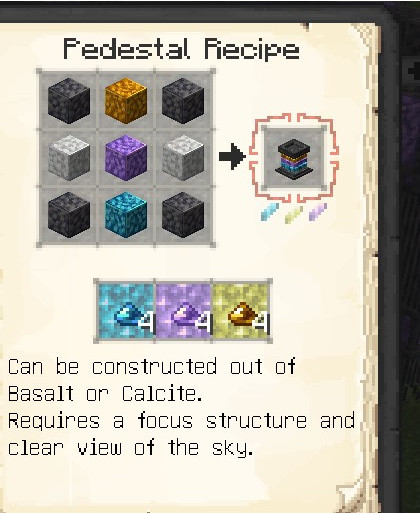 Pedestal Recipe
4 4 4
Can be constructed out of
Basalt or Calcite.
Requires a focus structure and
clear view of the sky.